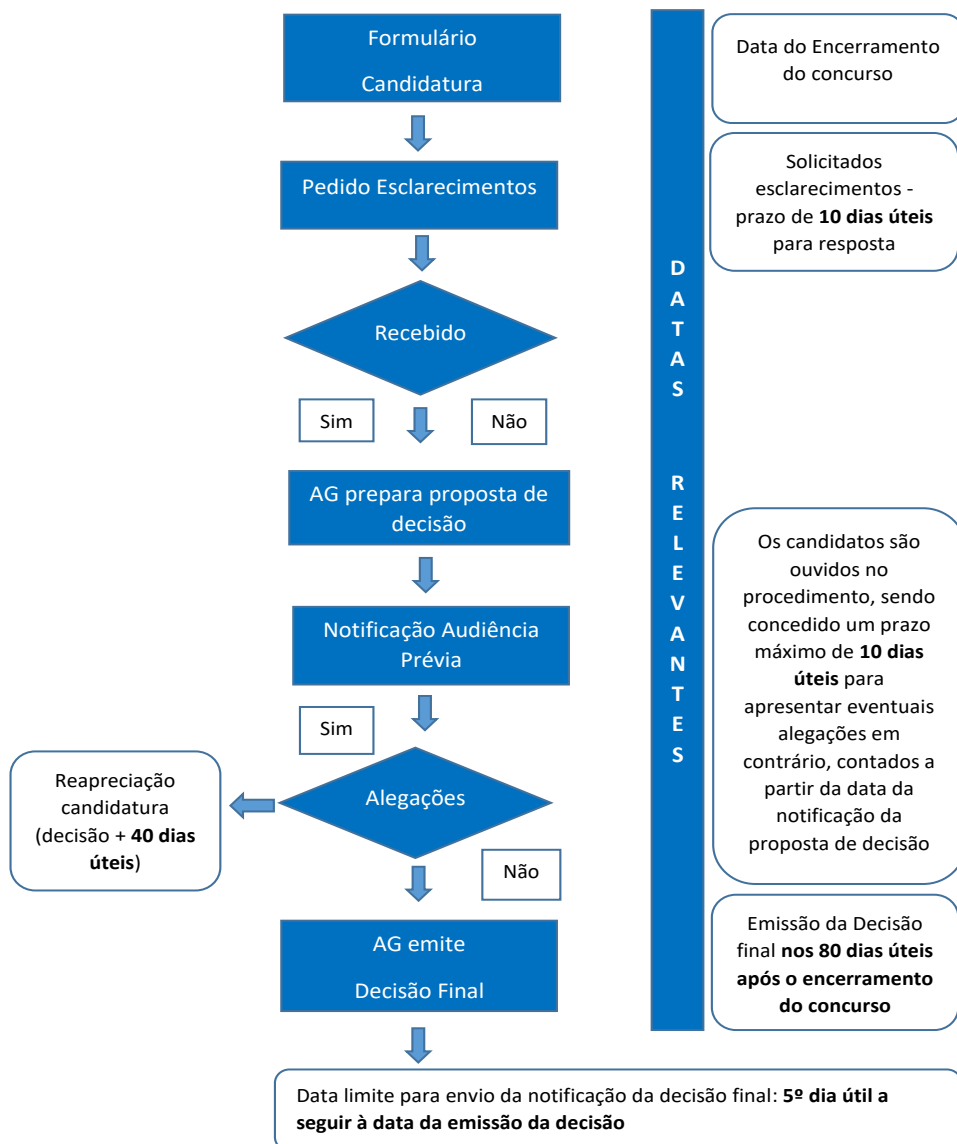 Formulário
Candidatura
Data do Encerramento
do concurso
Pedido Esclarecimentos
Solicitados
esclarecimentos -
prazo de 10 dias úteis
para resposta
Recebido
Sim
Não
AG prepara proposta de
decisão
Notificação Audiência
Prévia
Sim
Alegações
Reapreciação
candidatura
(decisão + 40 dias
úteis)
Não
AG emite
Decisão Final
DATAS RELEVANTES
Os candidatos são
ouvidos no
procedimento, sendo
concedido um prazo
máximo de 10 dias
úteis para
apresentar eventuais
alegações em
contrário, contados a
partir da data da
notificação da
proposta de decisão
Emissão da Decisão
final nos 80 dias úteis
após o encerramento
do concurso
Data limite para envio da notificação da decisão final: 5º dia útil a
seguir à data da emissão da decisão